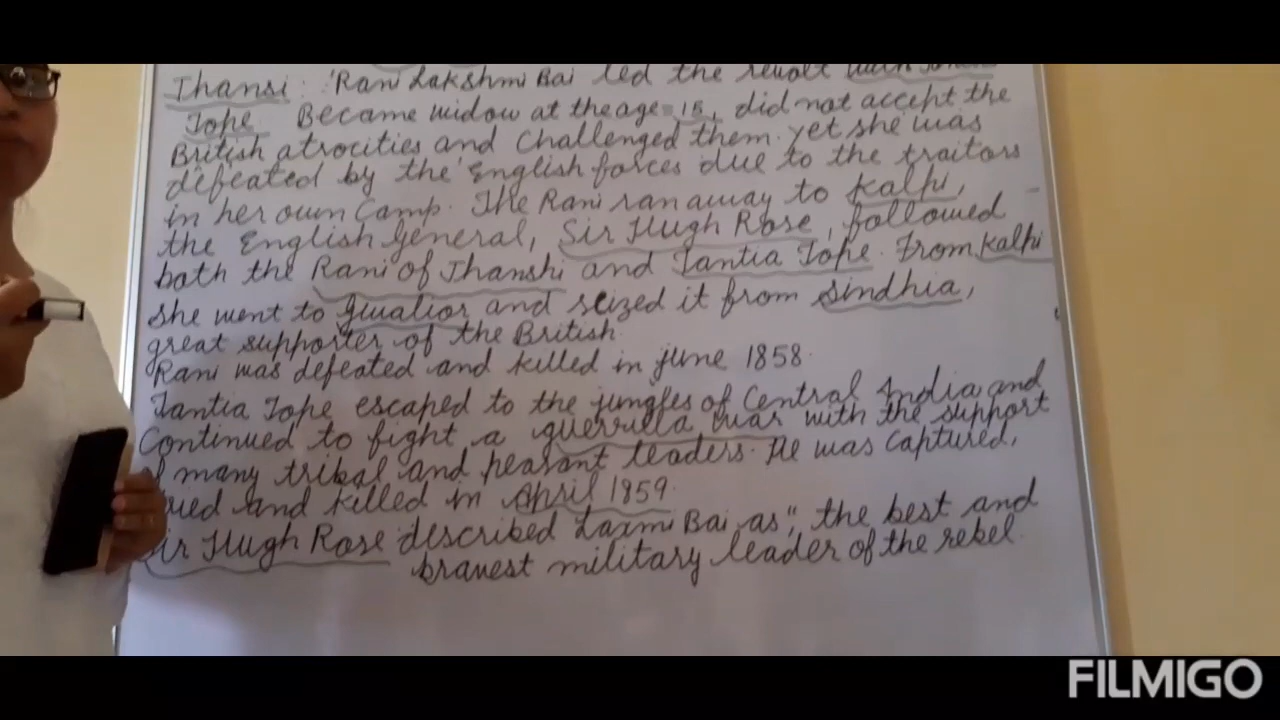 Jhansi : 'Rani Lakshmi Bai led the revolt with
Tope Became widow at the age = 18, did not accept the
British atrocities and challenged them. yet she was
defeated by the English forces due to the traitors
in her own Camp. The Rani ran away to Kalpi,
the English General, Sir Hugh Rose, followed
both the Rani of Jhanshi and Tantia Tope. From Kalpi
she went to Gwalior and seized it from Sindhia,
great supporter of the British.
Rani was defeated and killed in june 1858.
Tantia Tope escaped to the jungles of Central India and
Continued to fight a guerrilla war with the support
many tribal and peasant leaders. He was captured,
and killed in April 1859.
Sir Hugh Rose described Laxmi Bai as", the best and
bravest military leader of the rebel.
FILMIGO